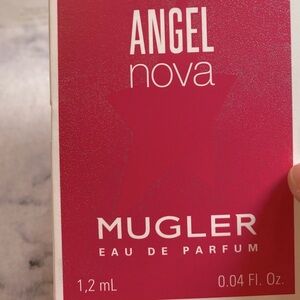 ANGEL
nova
MUGLER
EAU DE PARFUM
1,2 mL 0.04 Fl. Oz.